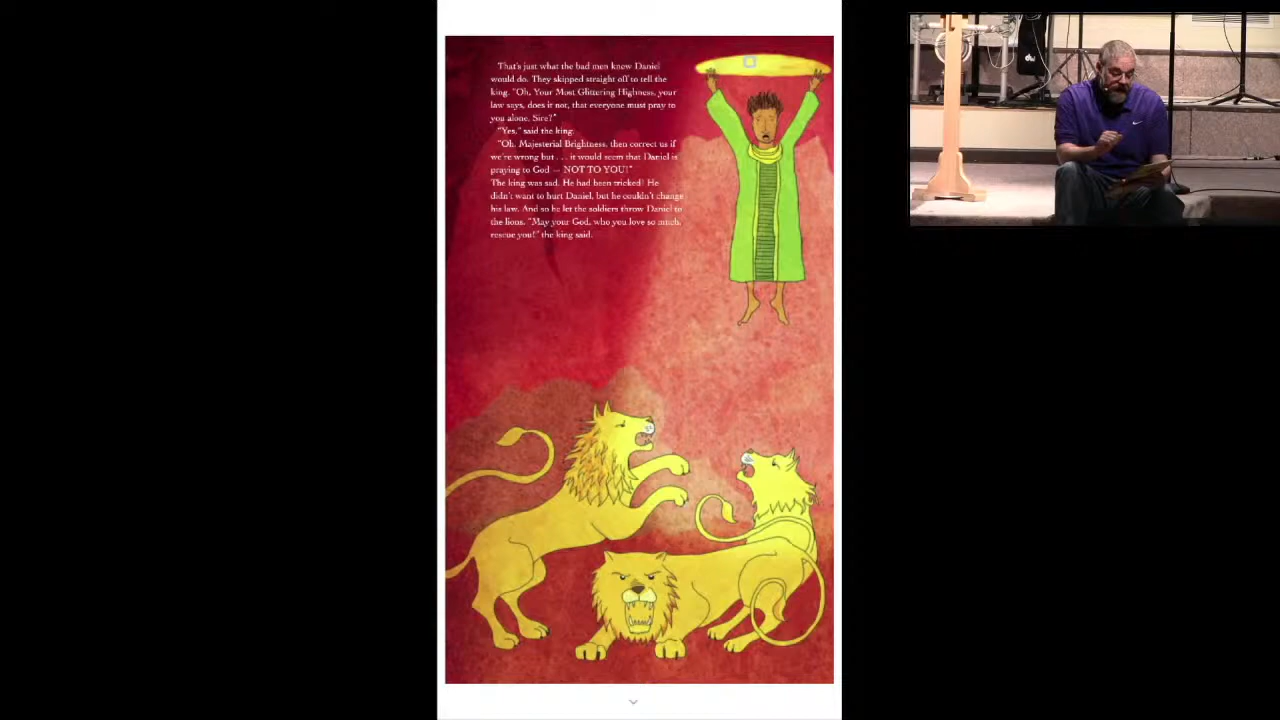 That's just what the bad men knew Daniel
would do. They skipped straight off to tell the
king. "Oh, Your Most Glittering Highness, your
law says, does it not, that everyone must pray to
you alone, Sire?"
"Yes," said the king.
"Oh, Majesterial Brightness, then correct us if
we're wrong but . . . it would seem that Daniel is
praying to God — NOT TO YOU!"
The king was sad. He had been tricked! He
didn't want to hurt Daniel, but he couldn't change
his law. And so he let the soldiers throw Daniel to
the lions. "May your God, who you love so much,
rescue you!" the king said.